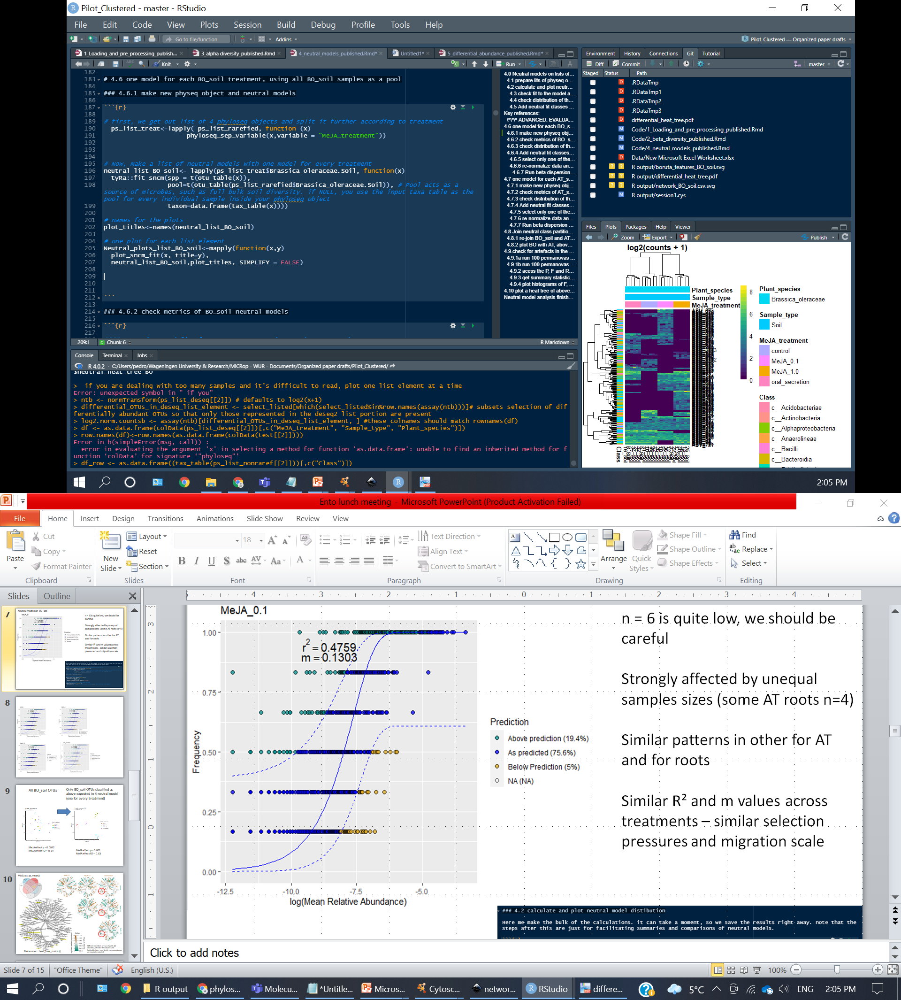 Pilot_Clustered - master - RStudio
File Edit Code View Plots Session Build Debug Profile Tools Help
Go to file/function Addins
Pilot_Clustered — Organized paper drafts
1_Loading_and_pre_processing_publish... 3_alpha diversity_published.Rmd 4_neutral_models_published.Rmd* Untitled1* 5_differential_abundance_published.Rmd*
Knit Run
182
183 # 4.6 one model for each BO_soil treatment, using all BO_soil samples as a pool
184
185 ### 4.6.1 make new physeq object and neutral models
186
187 ```{r}
188
189 # first, we get out list of 4 phyloseq objects and split it further according to treatment
190 ps_list_treat<-lapply( ps_list_rarefied, function (x)
191 phyloseq_sep_variable(x,variable = "MeJA_treatment"))
192
193
194
195 # Now, make a list of neutral models with one model for every treatment
196 neutral_list_BO_soil<- lapply(ps_list_treat$Brassica_oleraceae.Soil, function(x)
197 tyRa::fit_sncm(spp = t(otu_table(x)),
198 pool=t(otu_table(ps_list_rarefied$Brassica_oleraceae.Soil)), # Pool acts as a
source of microbes, such as full bulk soil diversity. if NULL, you use the input taxa table as the
pool for every individual sample inside your phyloseq object
199 taxon=data.frame(tax_table(x))))
200
201 # names for the plots
202 plot_titles<-names(neutral_list_BO_soil)
203
204 # one plot for each list element
205 Neutral_plots_list_BO_soil<-mapply(function(x,y)
206 plot_sncm_fit(x, title=y),
207 neutral_list_BO_soil,plot_titles, SIMPLIFY = FALSE)
208
209
210
211
212 ```
213
214 ### 4.6.2 check metrics of BO_soil neutral models
215
216 ```{r}
217
209:1 Chunk 6 R Markdown
4.0 Neutral models on lists of...
4.1 prepare lits of physeq o...
4.2 calculate and plot neutr...
4.3 check fit to the model a...
4.4 check distribution of th...
4.5 Add neutral fit classes ...
Key references:
\*\*\* ADVANCED: EVALUA...
4.6 one model for each BO_s...
4.6.1 make new physeq obj...
4.6.2 check metrics of BO_s...
4.6.3 check distribution of th...
4.6.4 Add neutral fit classes...
4.6.5 select only one of the...
4.6.6 re-normalize data an...
4.6.7 Run beta dispersion...
4.7 one model for each AT_s...
4.7.1 make new physeq obj...
4.7.2 check metrics of AT_s...
4.7.3 check distribution of th...
4.7.4 Add neutral fit classes...
4.7.5 select only one of the...
4.7.6 re-normalize data an...
4.7.7 Run beta dispersion ...
4.8 Join neutral class partitio...
4.8.1 re-join BO_soil and AT...
4.8.2 plot BO with AT, abov...
4.9.check for artefacts in the ...
4.9.1a run 100 permanovas ...
4.9.1b run 100 permanovas ...
4.9.2 acess the P, F and R...
4.9.3 get summary statistic...
4.9.4 plot histograms of F, ...
4.10 plot a heat tree of above...
Neutral model analysis finish...
Environment History Connections Git Tutorial
Diff Commit master
Staged Status Path
D .RDataTmp
D .RDataTmp1
D .RDataTmp2
D .RDataTmp3
D differential_heat_tree.pdf
M Code/1_Loading_and_pre_processing_published.Rmd
M Code/2_beta_diversity_published.Rmd
M Code/4_neutral_models_published.Rmd
D Data/New Microsoft Excel Worksheet.xlsx
? ? R output/boruta_features_BO_soil.svg
? ? R output/differential_heat_tree.pdf
? ? R output/network_BO_soil.csv.svg
M R output/session1.cys
Files Plots Packages Help Viewer
Zoom Export Publish
log2(counts + 1)
Plant_species
Sample_type
MeJA_treatment
8
6
4
2
0
Class
Plant_species
Brassica_oleraceae
Sample_type
Soil
MeJA_treatment
control
MeJA_0.1
MeJA_1.0
oral_secretion
Class
c__Acidobacteriae
c__Actinobacteria
c__Alphaproteobacteria
c__Anaerolineae
c__Bacilli
c__Bacteroidia
Console Terminal Jobs
R 4.0.2 · C:/Users/pedro/Wageningen University & Research/MiCRop - WUR - Documents/Organized paper drafts/Pilot_Clustered/
$neutral_heat_tree_BO
> if you are dealing with too many samples and it's difficult to read, plot one list element at a time
Error: unexpected symbol in " if you"
> ntb <- normTransform(ps_list_deseq[[2]]) # defaults to log2(x+1)
> differential_OTUs_in_deseq_list_element <- select_listed[which(select_listed%in%row.names(assay(ntb)))]# subsets selection of dif
ferentially abundant OTUs so that only those represented in the deseq2 list portion are present
> log2.norm.countsb <- assay(ntb)[differential_OTUs_in_deseq_list_element, ] #these colnames should match rownames(df)
> df <- as.data.frame(colData(ps_list_deseq[[2]])[,c("MeJA_treatment", "Sample_type", "Plant_species")])
> row.names(df)<-row.names(as.data.frame(colData(test[[2]])))
Error in h(simpleError(msg, call)) :
error in evaluating the argument 'x' in selecting a method for function 'as.data.frame': unable to find an inherited method for f
unction ‘colData’ for signature ‘"phyloseq"’
> df_row <- as.data.frame((tax_table(ps_list_nonraref[[2]]))[,c("Class")])
2:05 PM
Ento lunch meeting - Microsoft PowerPoint (Product Activation Failed)
File Home Insert Design Transitions Animations Slide Show Review View
Paste Cut Copy Format Painter Clipboard
New Slide Layout Reset Section Slides
18 Font
Text Direction Align Text Convert to SmartArt Paragraph
Arrange Quick Styles Shape Fill Shape Outline Shape Effects Drawing
Find Replace Select Editing
Slides Outline
7
Neutral model on BO_soil
n = 6 is quite low, we should be
careful
Strongly affected by unequal
samples sizes (some AT roots n=4)
Similar patterns in other for AT
and for roots
Similar R² and m values across
treatments – similar selection
pressures and migration scale
8
9
All BO_soil OTUs
Only BO_soil OTUs classified as
above expected in 4 neutral model
(one for every treatment)
MeJA effect p = 0.0842
MeJA effect R2 = 0.14
MeJA effect p = 0.001
MeJA effect R2 = 0.63
10
MicEco::ps_venn()
Metacoder::heat_tree_matrix()
MeJA_0.1
r² = 0.4759
m = 0.1303
Frequency
1.00
0.75
0.50
0.25
0.00
-12.5 -10.0 -7.5 -5.0
log(Mean Relative Abundance)
Prediction
Above prediction (19.4%)
As predicted (75.6%)
Below Prediction (5%)
NA (NA)
n = 6 is quite low, we should be
careful
Strongly affected by unequal
samples sizes (some AT roots n=4)
Similar patterns in other for AT
and for roots
Similar R² and m values across
treatments – similar selection
pressures and migration scale
### 4.2 calculate and plot neutral model distibution
Here me make the bulk of the calculations. it can take a moment, so we save the results right away. note that the
steps after this are just for facilitating summaries and comparisons of neutral models.
Click to add notes
Slide 7 of 15 "Office Theme" English (U.S.) 100%
R output phylos... Molecu... *Untitle... Micros... Cytosc... networ... RStudio differe... 5°C ENG 2:05 PM